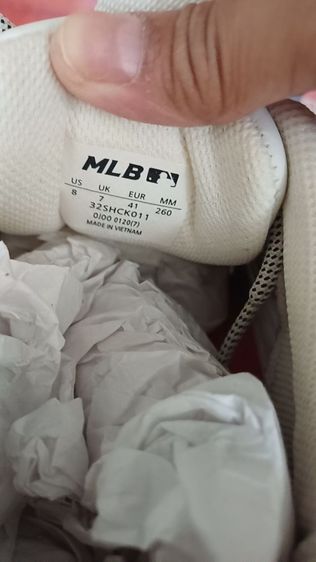 MLB
US UK EUR MM
8 7 41 260
32SHCK011
0J00 0120(7)
MADE IN VIETNAM